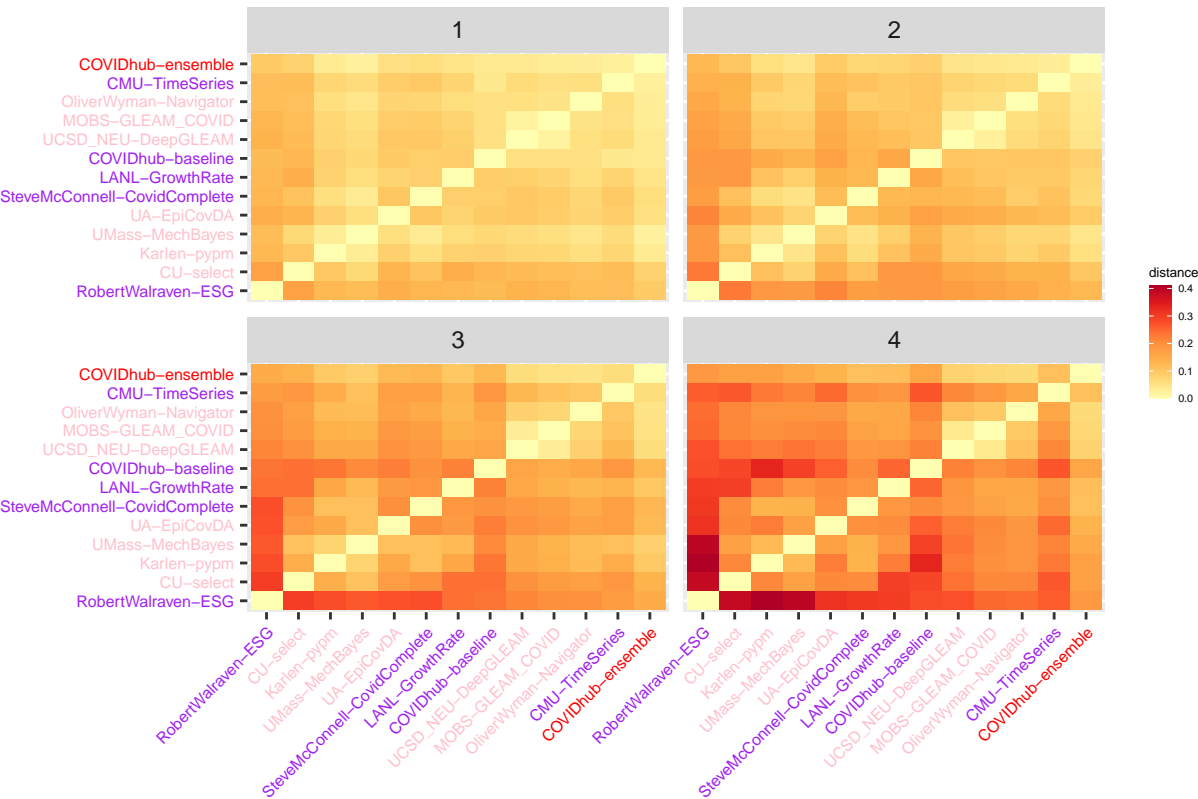 1
2
COVIDhub−ensemble
CMU−TimeSeries
OliverWyman−Navigator
MOBS−GLEAM_COVID
UCSD_NEU−DeepGLEAM
COVIDhub−baseline
LANL−GrowthRate
SteveMcConnell−CovidComplete
UA−EpiCovDA
UMass−MechBayes
Karlen−pypm
CU−select
RobertWalraven−ESG
3
4
COVIDhub−ensemble
CMU−TimeSeries
OliverWyman−Navigator
MOBS−GLEAM_COVID
UCSD_NEU−DeepGLEAM
COVIDhub−baseline
LANL−GrowthRate
SteveMcConnell−CovidComplete
UA−EpiCovDA
UMass−MechBayes
Karlen−pypm
CU−select
RobertWalraven−ESG
RobertWalraven−ESG
CU−select
Karlen−pypm
UMass−MechBayes
UA−EpiCovDA
SteveMcConnell−CovidComplete
LANL−GrowthRate
COVIDhub−baseline
UCSD_NEU−DeepGLEAM
MOBS−GLEAM_COVID
OliverWyman−Navigator
CMU−TimeSeries
COVIDhub−ensemble
RobertWalraven−ESG
CU−select
Karlen−pypm
UMass−MechBayes
UA−EpiCovDA
SteveMcConnell−CovidComplete
LANL−GrowthRate
COVIDhub−baseline
UCSD_NEU−DeepGLEAM
MOBS−GLEAM_COVID
OliverWyman−Navigator
CMU−TimeSeries
COVIDhub−ensemble
distance
0.4
0.3
0.2
0.1
0.0